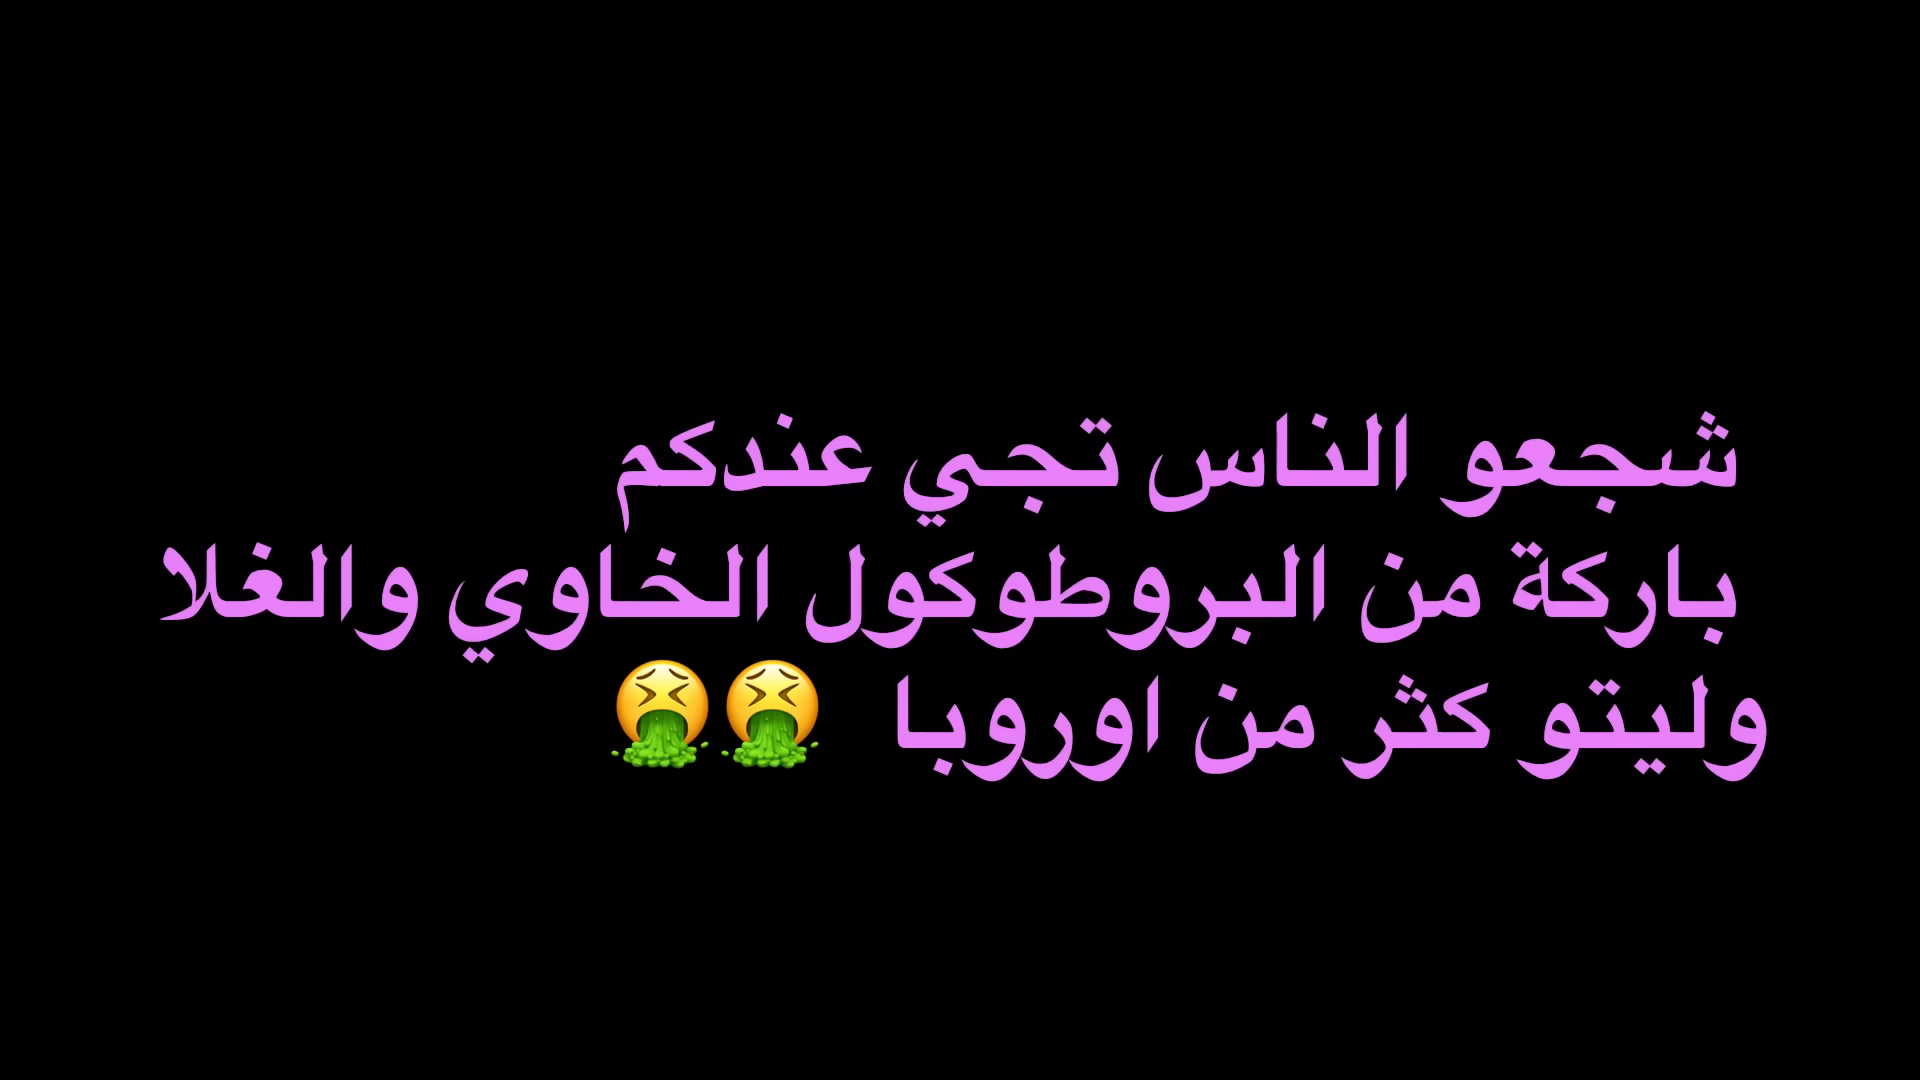 شجعو الناس تجي عندكم
باركة من البروطوكول الخاوي والغلا
وليتو كثر من اوروبا 🤮🤮